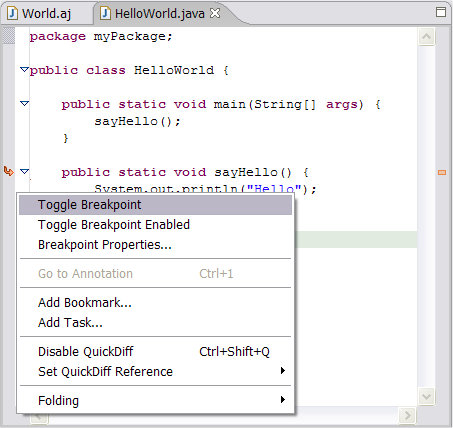 World.aj HelloWorld.java
package myPackage;
public class HelloWorld {
public static void main(String[] args) {
sayHello();
}
public static void sayHello() {
System.out.println("Hello");
Toggle Breakpoint
Toggle Breakpoint Enabled
Breakpoint Properties...
Go to Annotation Ctrl+1
Add Bookmark...
Add Task...
Disable QuickDiff Ctrl+Shift+Q
Set QuickDiff Reference
Folding